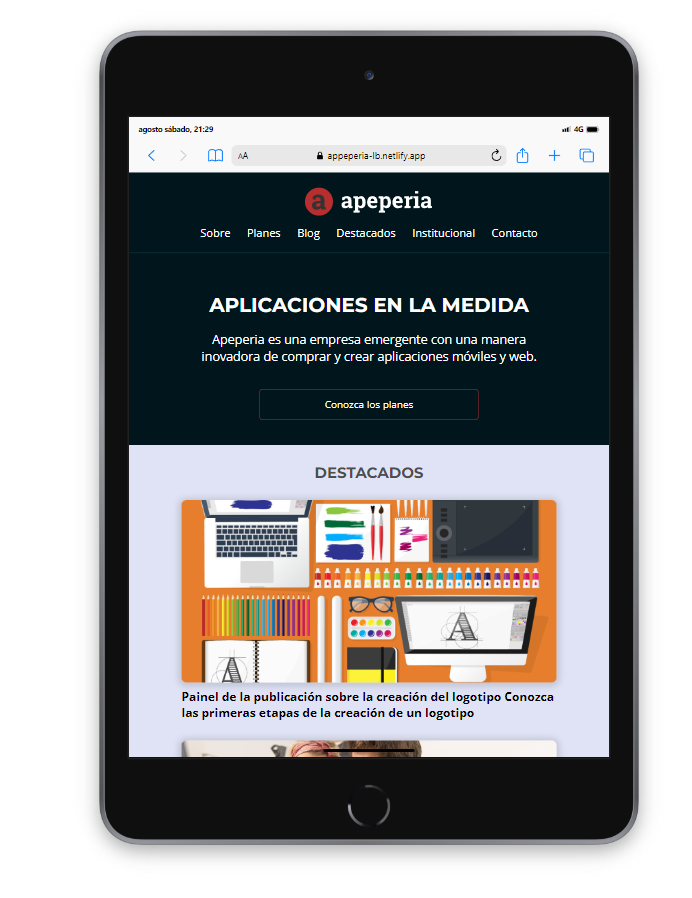 agosto sábado, 21:29
4G
AA
appeperia-lb.netlify.app
a apeperia
Sobre Planes Blog Destacados Institucional Contacto
APLICACIONES EN LA MEDIDA
Apeperia es una empresa emergente con una manera
inovadora de comprar y crear aplicaciones móviles y web.
Conozca los planes
DESTACADOS
A
A
Painel de la publicación sobre la creación del logotipo Conozca
las primeras etapas de la creación de un logotipo